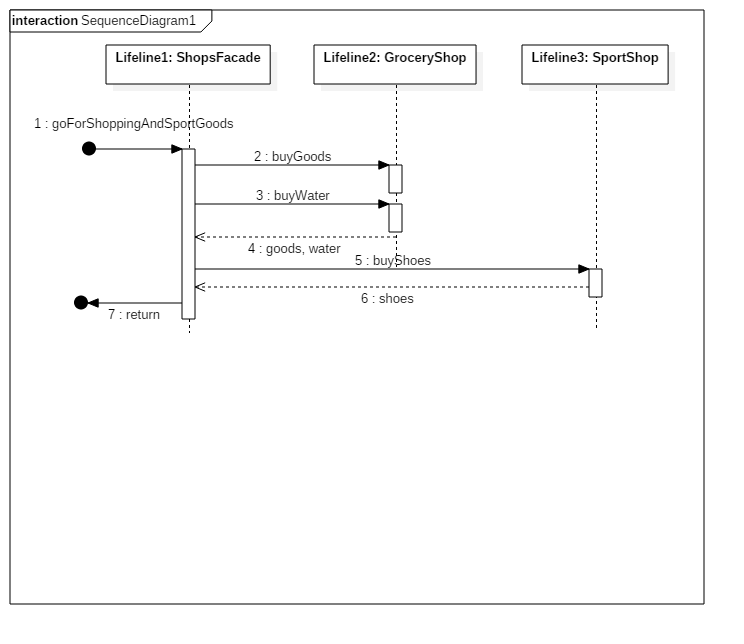 interaction SequenceDiagram1
Lifeline1: ShopsFacade
Lifeline2: GroceryShop
Lifeline3: SportShop
1 : goForShoppingAndSportGoods
2 : buyGoods
3 : buyWater
4 : goods, water
5 : buyShoes
6 : shoes
7 : return